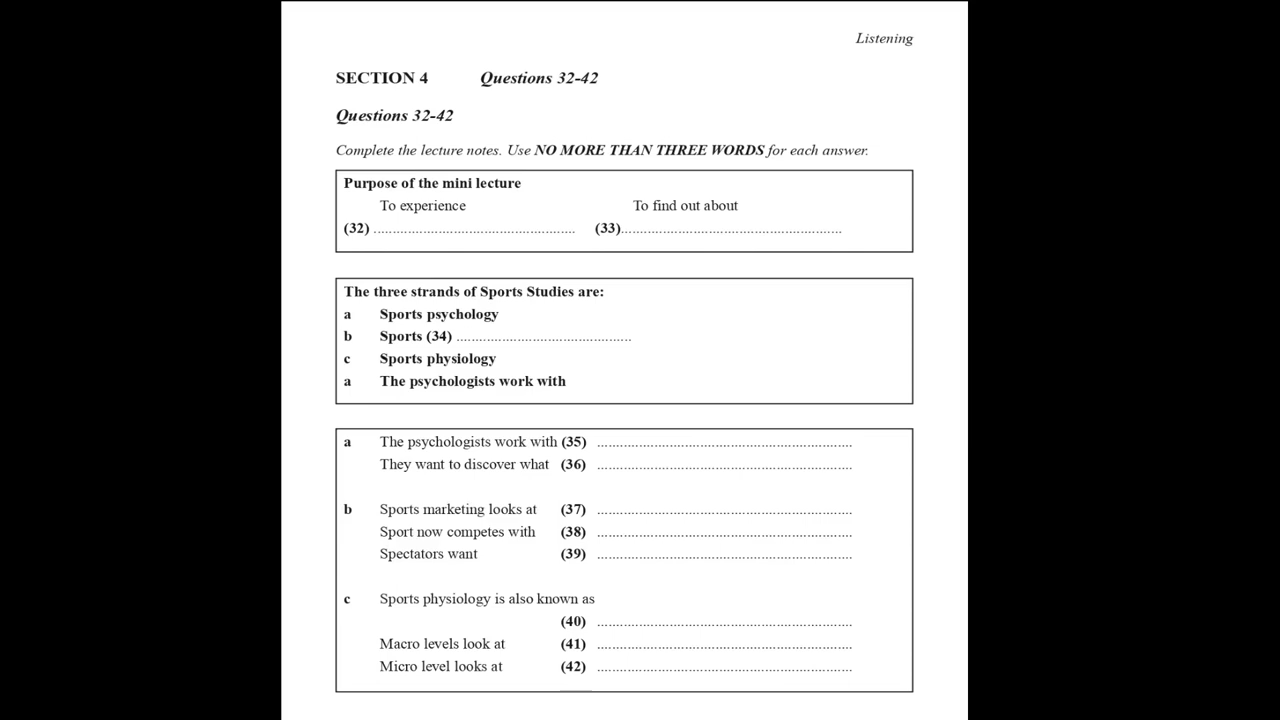 Listening
SECTION 4 Questions 32-42
Questions 32-42
Complete the lecture notes. Use NO MORE THAN THREE WORDS for each answer.
Purpose of the mini lecture
To experience To find out about
(32) .................................................... (33).........................................................
The three strands of Sports Studies are:
a Sports psychology
b Sports (34) .............................................
c Sports physiology
a The psychologists work with
a The psychologists work with (35) ..................................................................
They want to discover what (36) ..................................................................
b Sports marketing looks at (37) ..................................................................
Sport now competes with (38) ..................................................................
Spectators want (39) ..................................................................
c Sports physiology is also known as
(40) ..................................................................
Macro levels look at (41) ..................................................................
Micro level looks at (42) ..................................................................